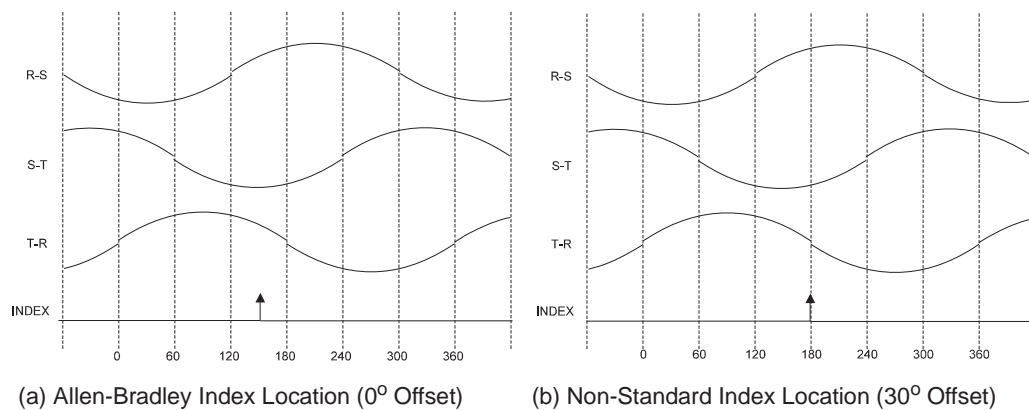 R-S
S-T
T-R
INDEX
0 60 120 180 240 300 360
(a) Allen-Bradley Index Location (0° Offset)
R-S
S-T
T-R
INDEX
0 60 120 180 240 300 360
(b) Non-Standard Index Location (30° Offset)